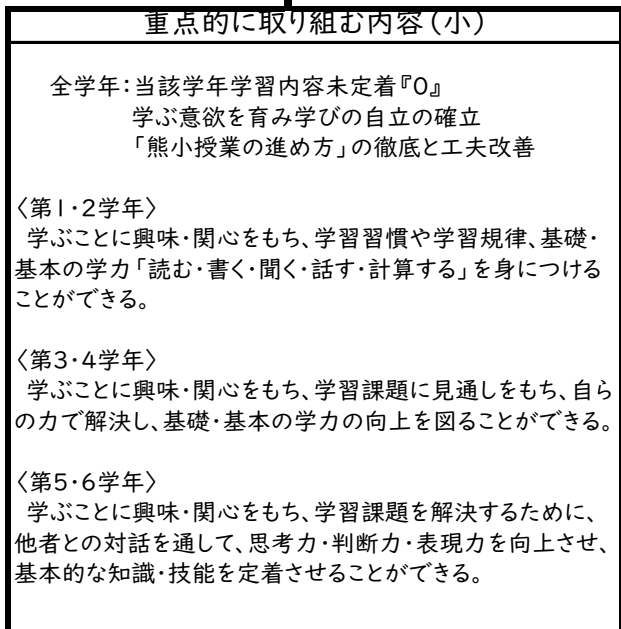 重点的に取り組む内容(小)
全学年:当該学年学習内容未定着『0』
学ぶ意欲を育み学びの自立の確立
「熊小授業の進め方」の徹底と工夫改善
〈第1・2学年〉
学ぶことに興味・関心をもち、学習習慣や学習規律、基礎・
基本の学力「読む・書く・聞く・話す・計算する」を身につける
ことができる。
〈第3・4学年〉
学ぶことに興味・関心をもち、学習課題に見通しをもち、自ら
の力で解決し、基礎・基本の学力の向上を図ることができる。
〈第5・6学年〉
学ぶことに興味・関心をもち、学習課題を解決するために、
他者との対話を通して、思考力・判断力・表現力を向上させ、
基本的な知識・技能を定着させることができる。